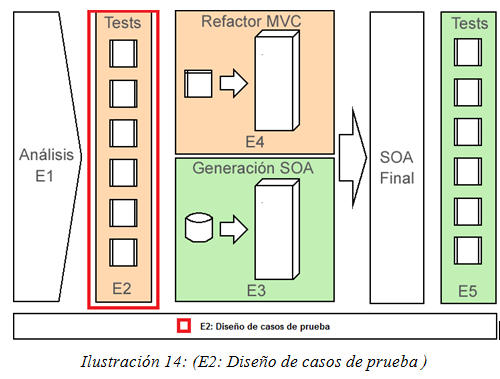 Análisis
E1
Tests
E2
Refactor MVC
E4
Generación SOA
E3
SOA
Final
Tests
E5
E2: Diseño de casos de prueba
Ilustración 14: (E2: Diseño de casos de prueba )